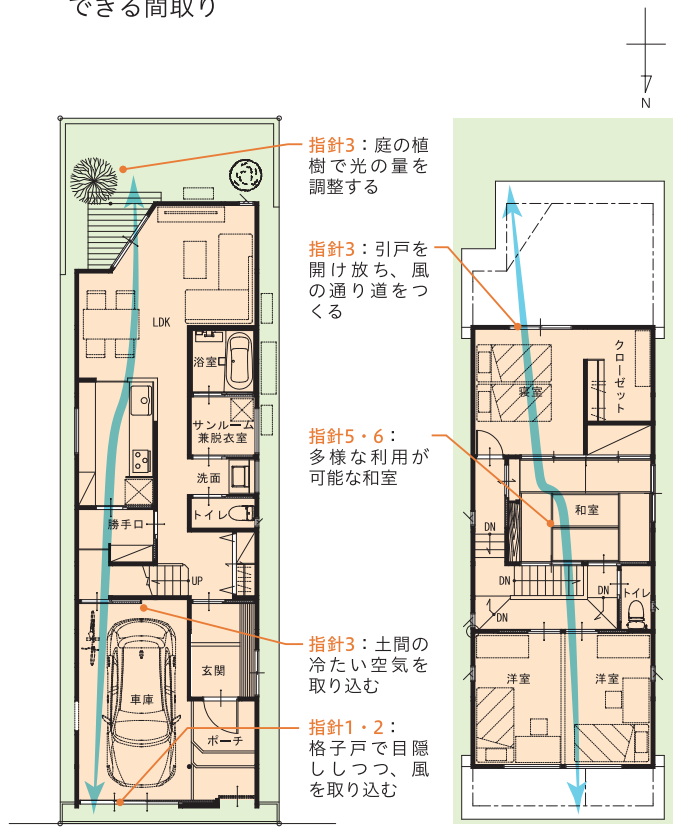 できる間取り
N
指針3：庭の植
樹で光の量を
調整する
指針3：引戸を
開け放ち、風
の通り道をつ
くる
指針5・6：
多様な利用が
可能な和室
指針3：土間の
冷たい空気を
取り込む
指針1・2：
格子戸で目隠
ししつつ、風
を取り込む
LDK
浴室
サンルーム
兼脱衣室
洗面
トイレ
勝手口
UP
玄関
車庫
ポーチ
クローゼット
寝室
和室
DN
DN
DN
DN
トイレ
洋室
洋室